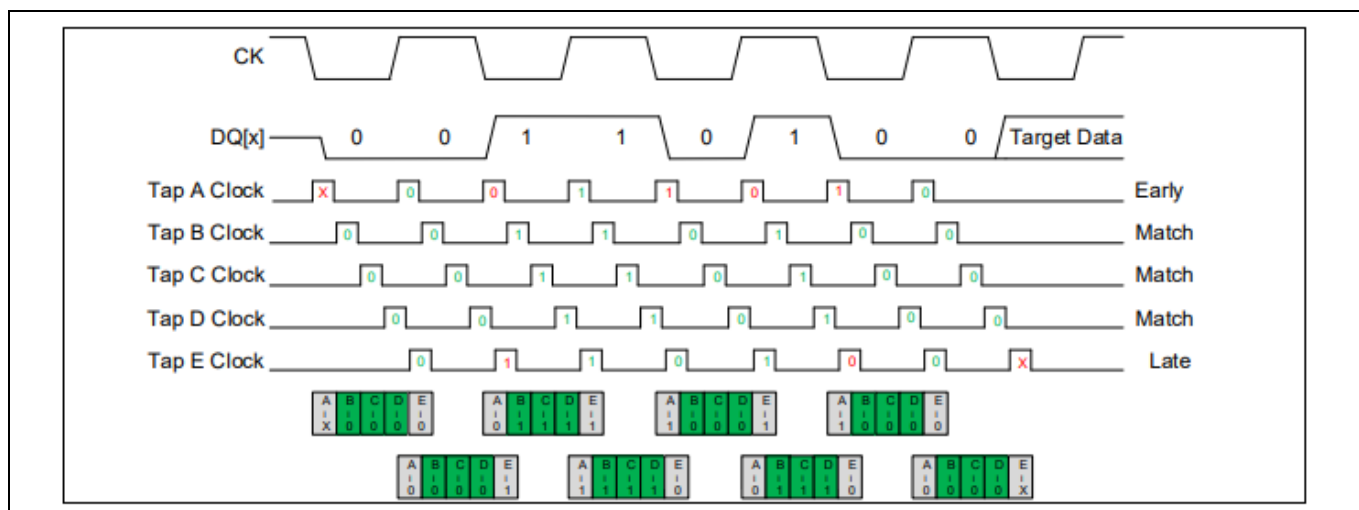 CK
DQ[x] 0 0 1 1 0 1 0 0 Target Data
Tap A Clock X 0 0 1 1 0 1 0 Early
Tap B Clock 0 0 1 1 0 1 0 0 Match
Tap C Clock 0 0 1 1 0 1 0 0 Match
Tap D Clock 0 0 1 1 0 1 0 0 Match
Tap E Clock 0 1 1 0 1 0 0 X Late
A-X B-0 C-0 D-0 E-0 A-0 B-1 C-1 D-1 E-1 A-1 B-0 C-0 D-0 E-1 A-1 B-0 C-0 D-0 E-0
A-0 B-0 C-0 D-0 E-1 A-1 B-1 C-1 D-1 E-0 A-0 B-1 C-1 D-1 E-0 A-0 B-0 C-0 D-0 E-X